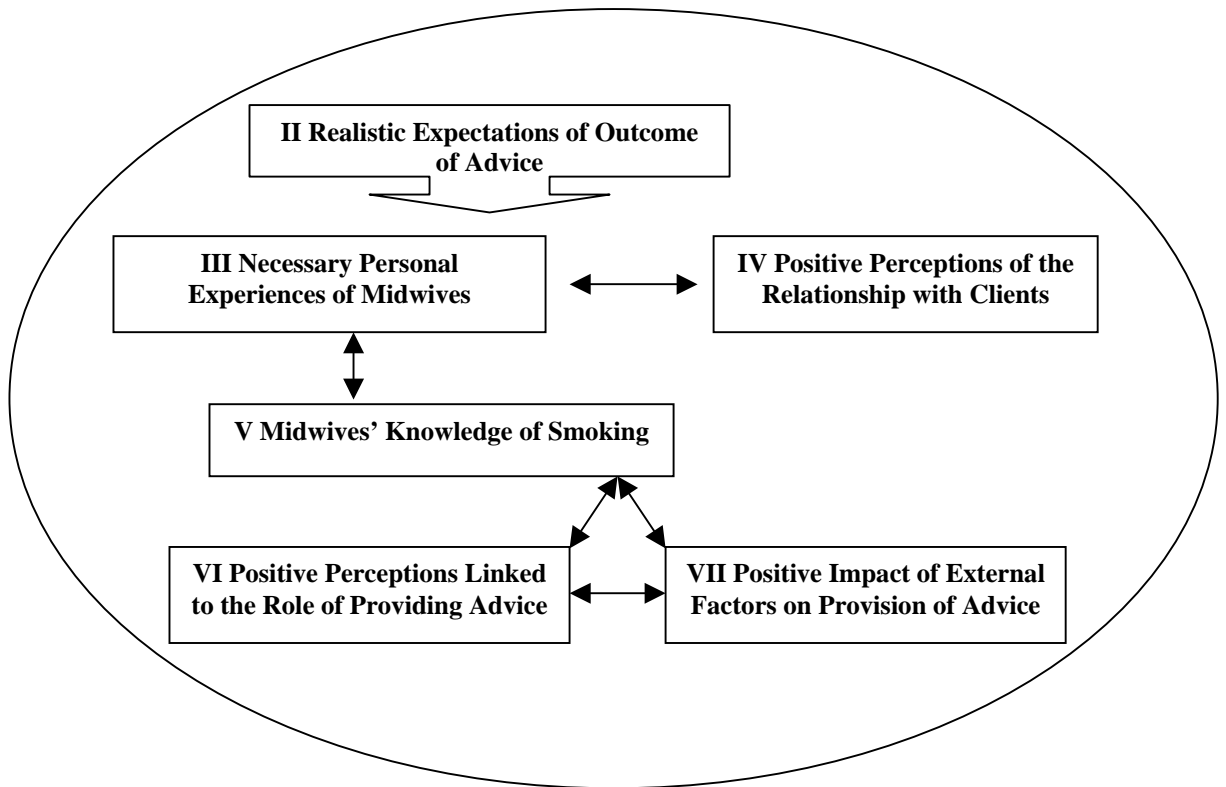 II Realistic Expectations of Outcome
of Advice
III Necessary Personal
Experiences of Midwives
IV Positive Perceptions of the
Relationship with Clients
V Midwives’ Knowledge of Smoking
VI Positive Perceptions Linked
to the Role of Providing Advice
VII Positive Impact of External
Factors on Provision of Advice